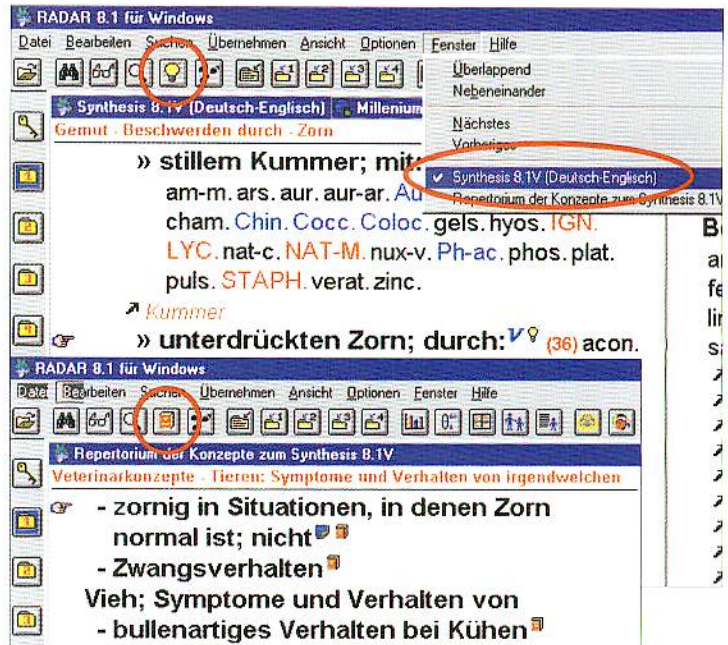 RADAR 8.1 für Windows
Datei Bearbeiten Suchen Übernehmen Ansicht Optionen Fenster Hilfe
Überlappend
Nebeneinander
Nächstes
Vorheriges
✓ Synthesis 8.1V (Deutsch-Englisch)
Repertorium der Konzepte zum Synthesis 8.1V
Synthesis 8.1V (Deutsch-Englisch) Millenium
Gemüt - Beschwerden durch - Zorn
» stillem Kummer; mit:
am-m. ars. aur. aur-ar. Au
cham. Chin. Cocc. Coloc. gels. hyos. IGN.
LYC. nat-c. NAT-M. nux-v. Ph-ac. phos. plat.
puls. STAPH. verat. zinc.
Kummer
» unterdrückten Zorn; durch: (36) acon.
RADAR 8.1 für Windows
Datei Bearbeiten Suchen Übernehmen Ansicht Optionen Fenster Hilfe
Repertorium der Konzepte zum Synthesis 8.1V
Veterinärkonzepte - Tieren; Symptome und Verhalten von irgendwelchen
- zornig in Situationen, in denen Zorn
normal ist; nicht
- Zwangsverhalten
Vieh; Symptome und Verhalten von
- bullenartiges Verhalten bei Kühen